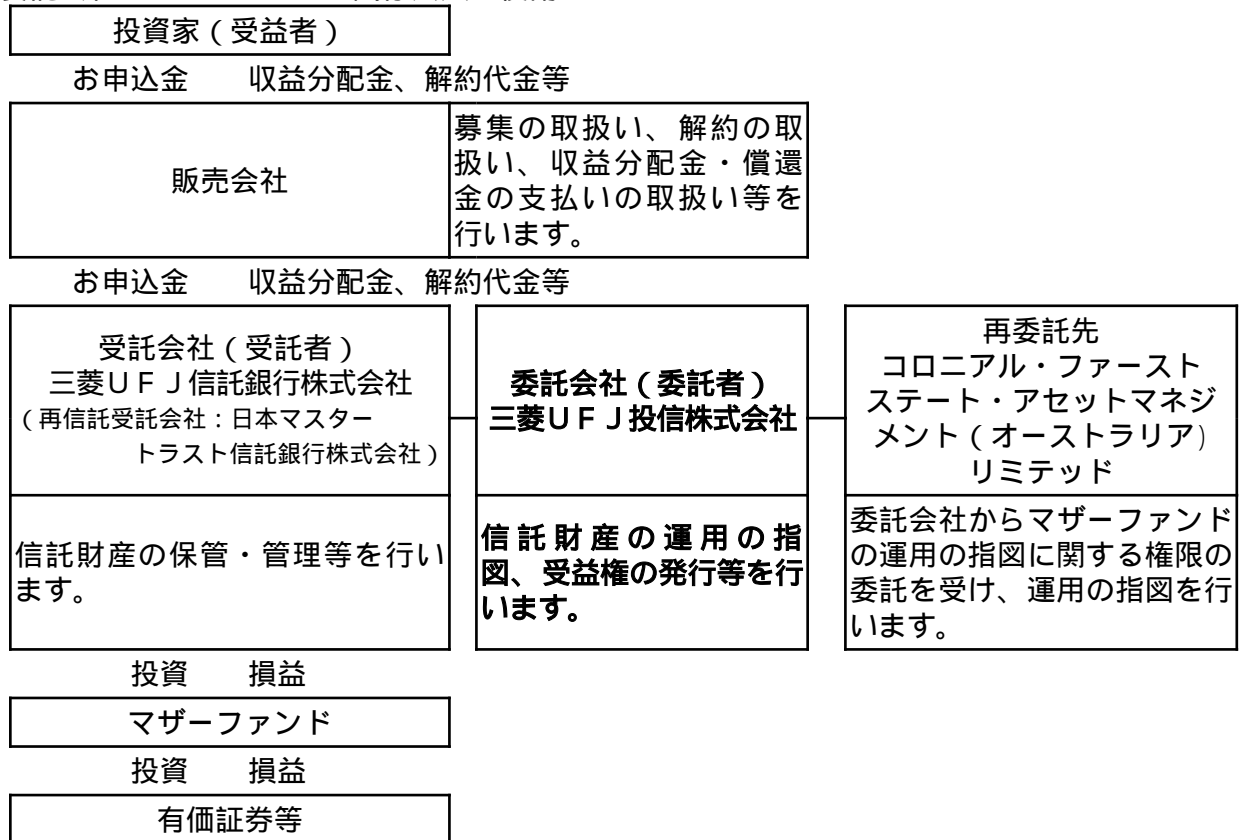 投資家（受益者）
お申込金　収益分配金、解約代金等
販売会社
募集の取扱い、解約の取
扱い、収益分配金・償還
金の支払いの取扱い等を
行います。
お申込金　収益分配金、解約代金等
受託会社（受託者）
三菱ＵＦＪ信託銀行株式会社
（再信託受託会社：日本マスター
トラスト信託銀行株式会社）
委託会社（委託者）
三菱ＵＦＪ投信株式会社
再委託先
コロニアル・ファースト
ステート・アセットマネジ
メント（オーストラリア）
リミテッド
信託財産の保管・管理等を行い
ます。
信託財産の運用の指
図、受益権の発行等を行
います。
委託会社からマザーファンド
の運用の指図に関する権限の
委託を受け、運用の指図を行
います。
投資　損益
マザーファンド
投資　損益
有価証券等